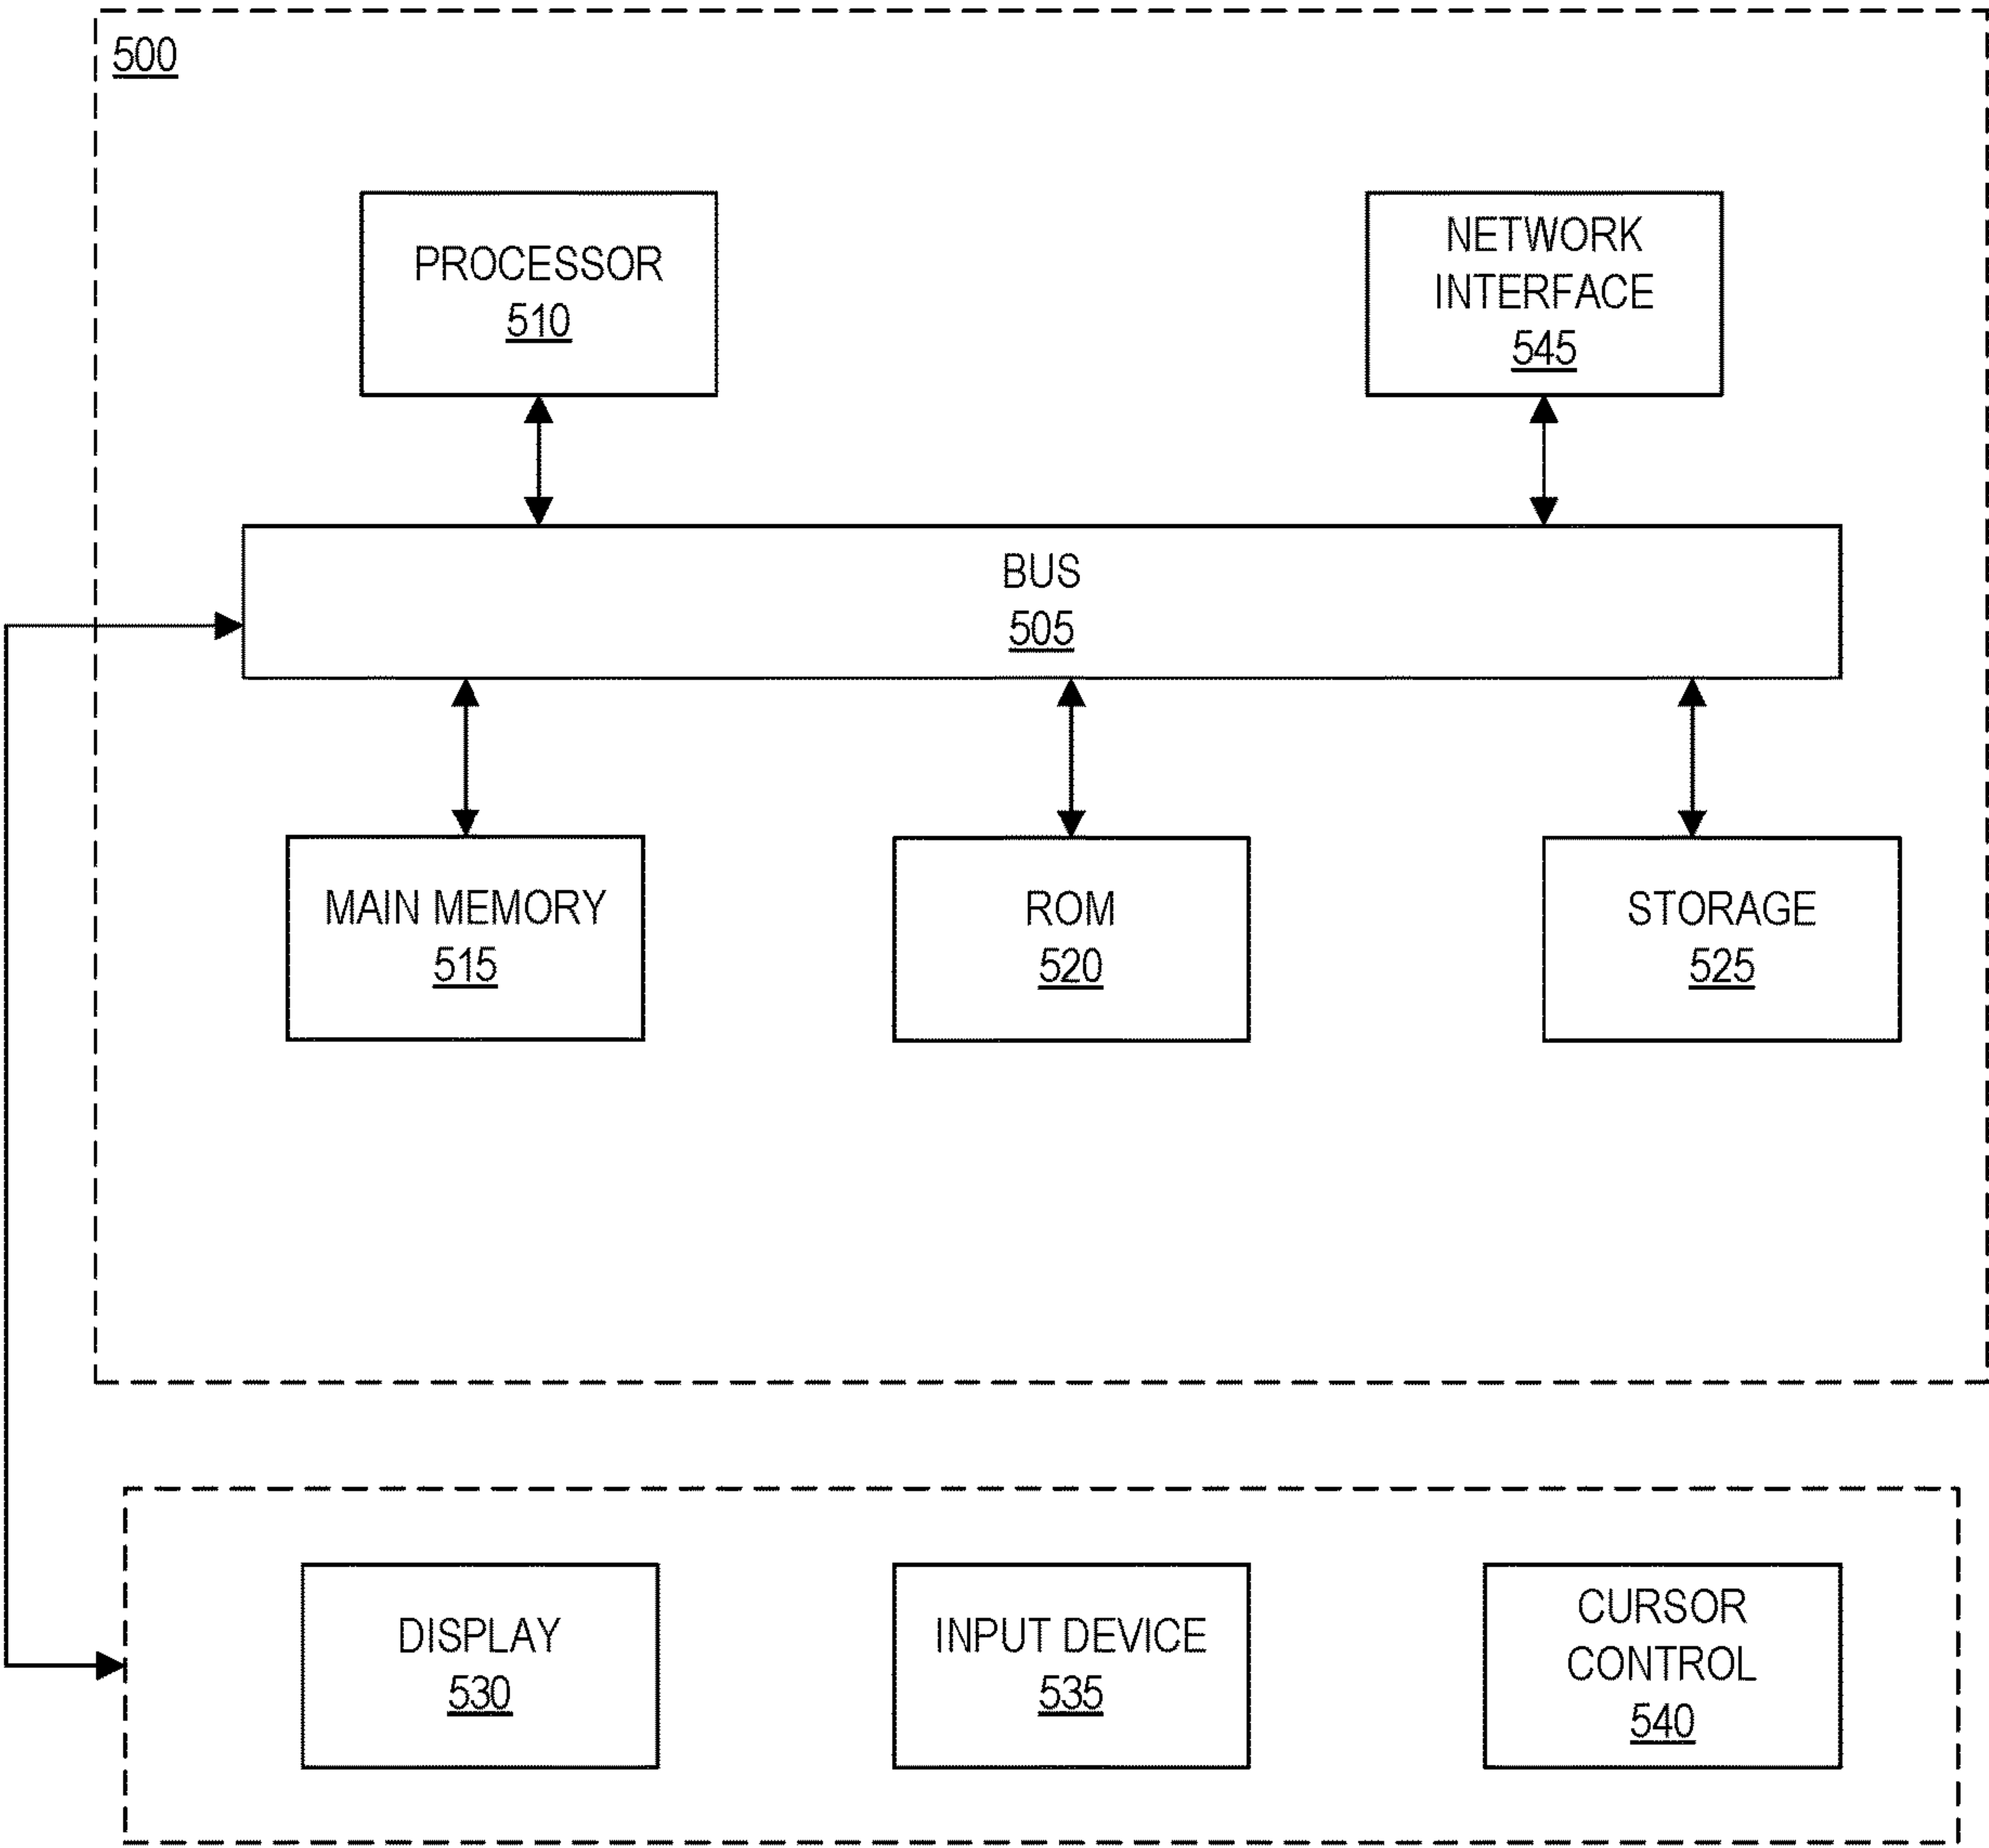 500
PROCESSOR
510
NETWORK
INTERFACE
545
BUS
505
MAIN MEMORY
515
ROM
520
STORAGE
525
DISPLAY
530
INPUT DEVICE
535
CURSOR
CONTROL
540